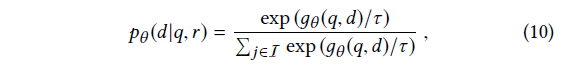 p_θ(d|q, r) = exp (g_θ(q, d)/τ) / ∑_{j∈I} exp (g_θ(q, d)/τ) , (10)